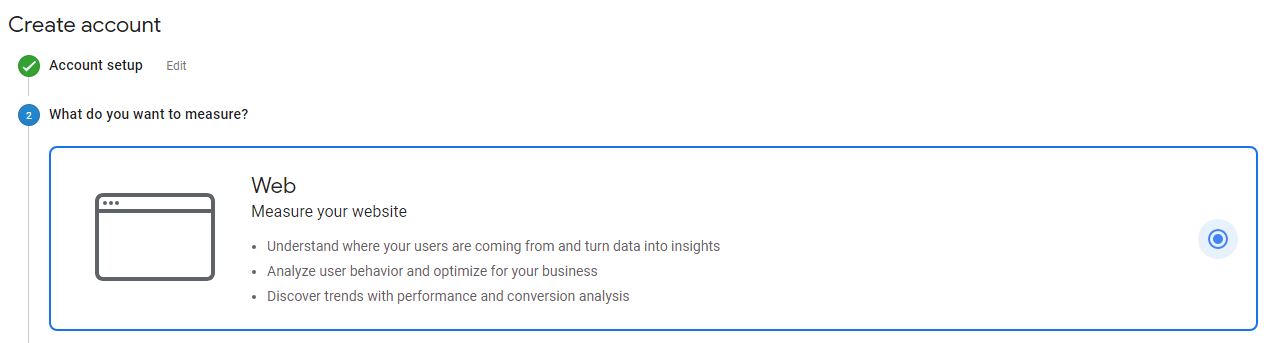 Create account
Account setup Edit
2 What do you want to measure?
Web
Measure your website
• Understand where your users are coming from and turn data into insights
• Analyze user behavior and optimize for your business
• Discover trends with performance and conversion analysis